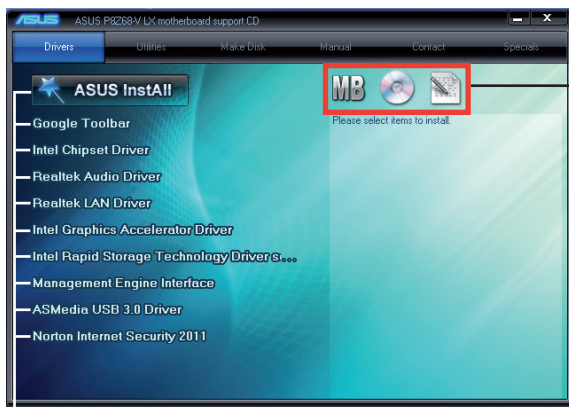 ASUS ASUS P8Z68-V LX motherboard support CD
Drivers Utilities Make Disk Manual Contact Specials
ASUS InstAll
MB
Google Toolbar
Please select items to install.
Intel Chipset Driver
Realtek Audio Driver
Realtek LAN Driver
Intel Graphics Accelerator Driver
Intel Rapid Storage Technology Driver s...
Management Engine Interface
ASMedia USB 3.0 Driver
Norton Internet Security 2011